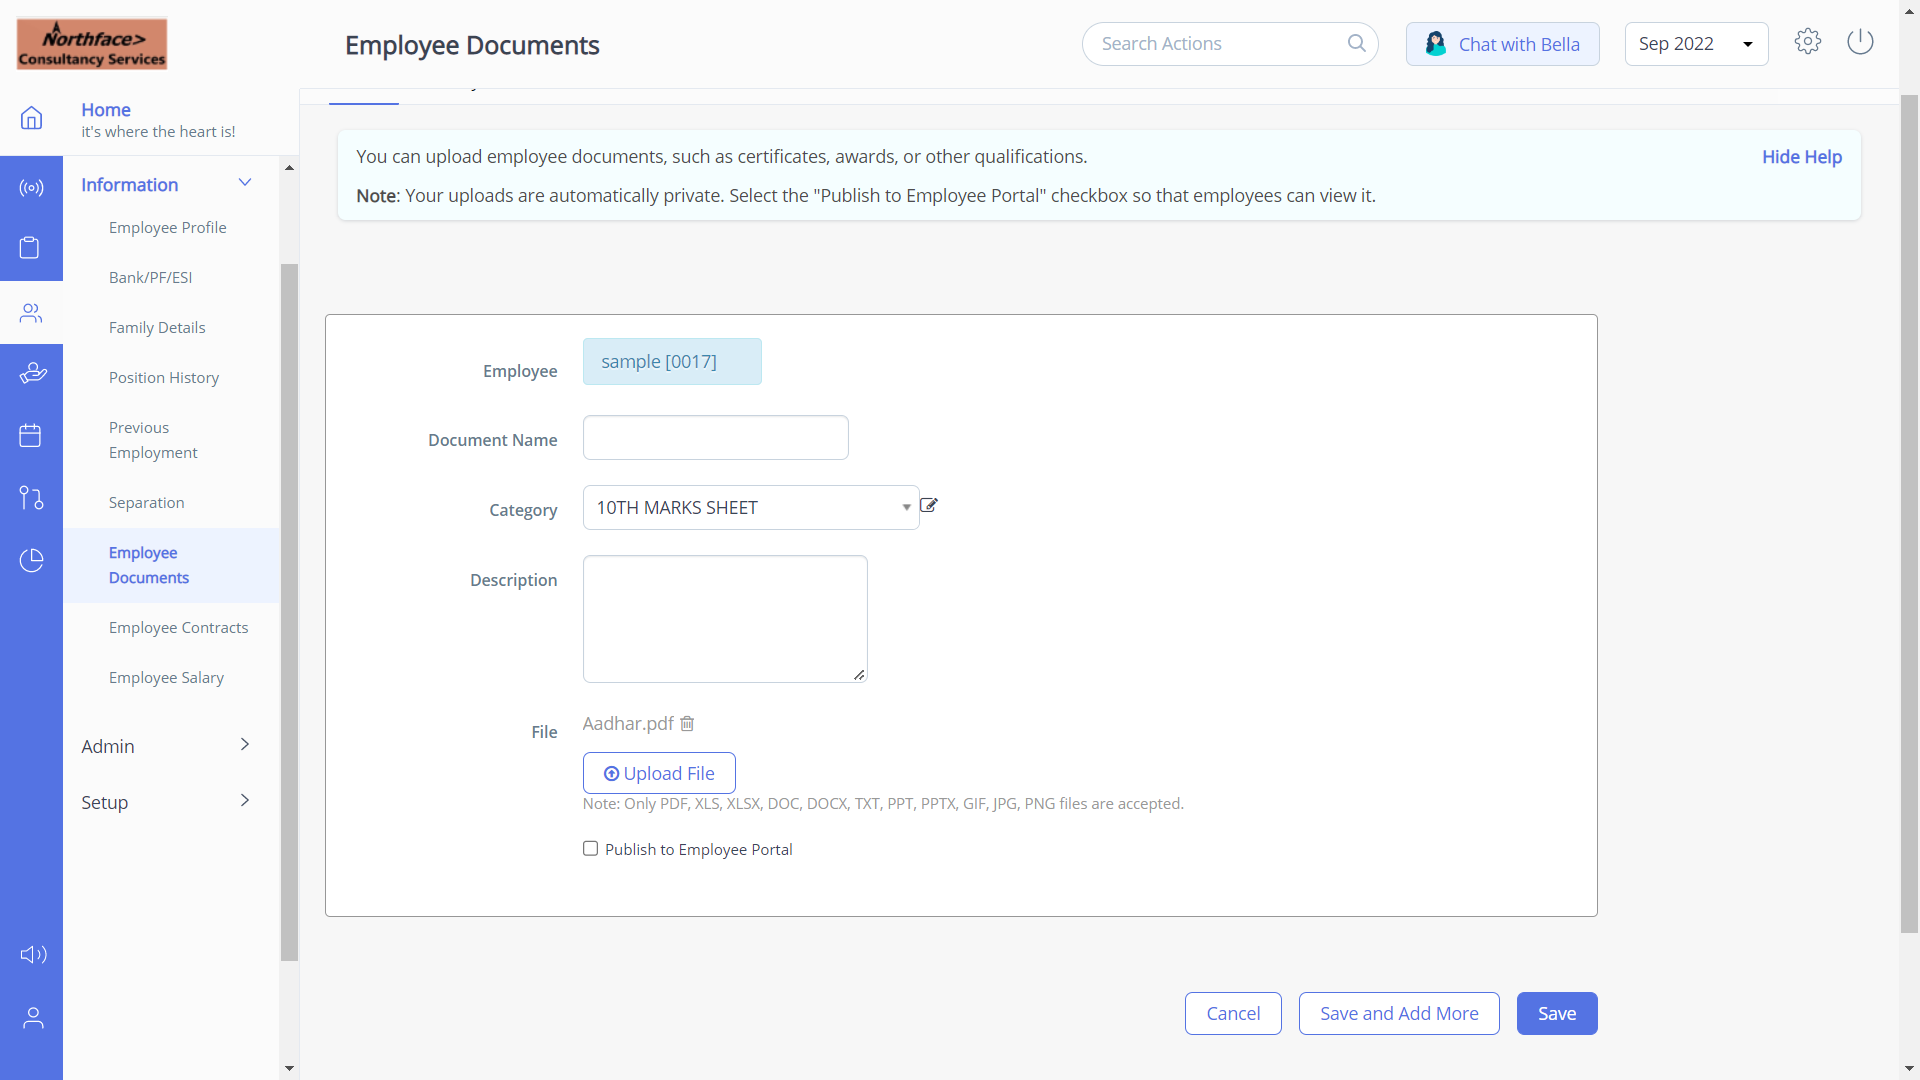 Northface>
Consultancy Services
Employee Documents
Search Actions
Chat with Bella
Sep 2022
Home
it's where the heart is!
Information
Employee Profile
Bank/PF/ESI
Family Details
Position History
Previous
Employment
Separation
Employee
Documents
Employee Contracts
Employee Salary
Admin
Setup
You can upload employee documents, such as certificates, awards, or other qualifications.
Hide Help
Note: Your uploads are automatically private. Select the "Publish to Employee Portal" checkbox so that employees can view it.
Employee
sample [0017]
Document Name
Category
10TH MARKS SHEET
Description
File
Aadhar.pdf
Upload File
Note: Only PDF, XLS, XLSX, DOC, DOCX, TXT, PPT, PPTX, GIF, JPG, PNG files are accepted.
Publish to Employee Portal
Cancel
Save and Add More
Save